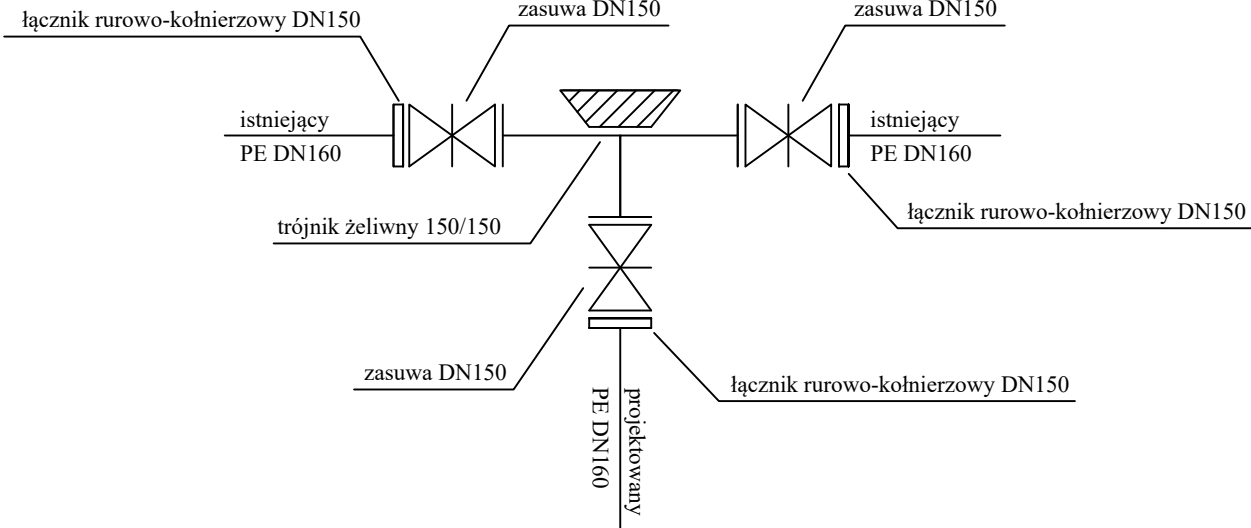 łącznik rurowo-kołnierzowy DN150
zasuwa DN150
zasuwa DN150
istniejący
PE DN160
istniejący
PE DN160
łącznik rurowo-kołnierzowy DN150
trójnik żeliwny 150/150
zasuwa DN150
łącznik rurowo-kołnierzowy DN150
projektowany
PE DN160